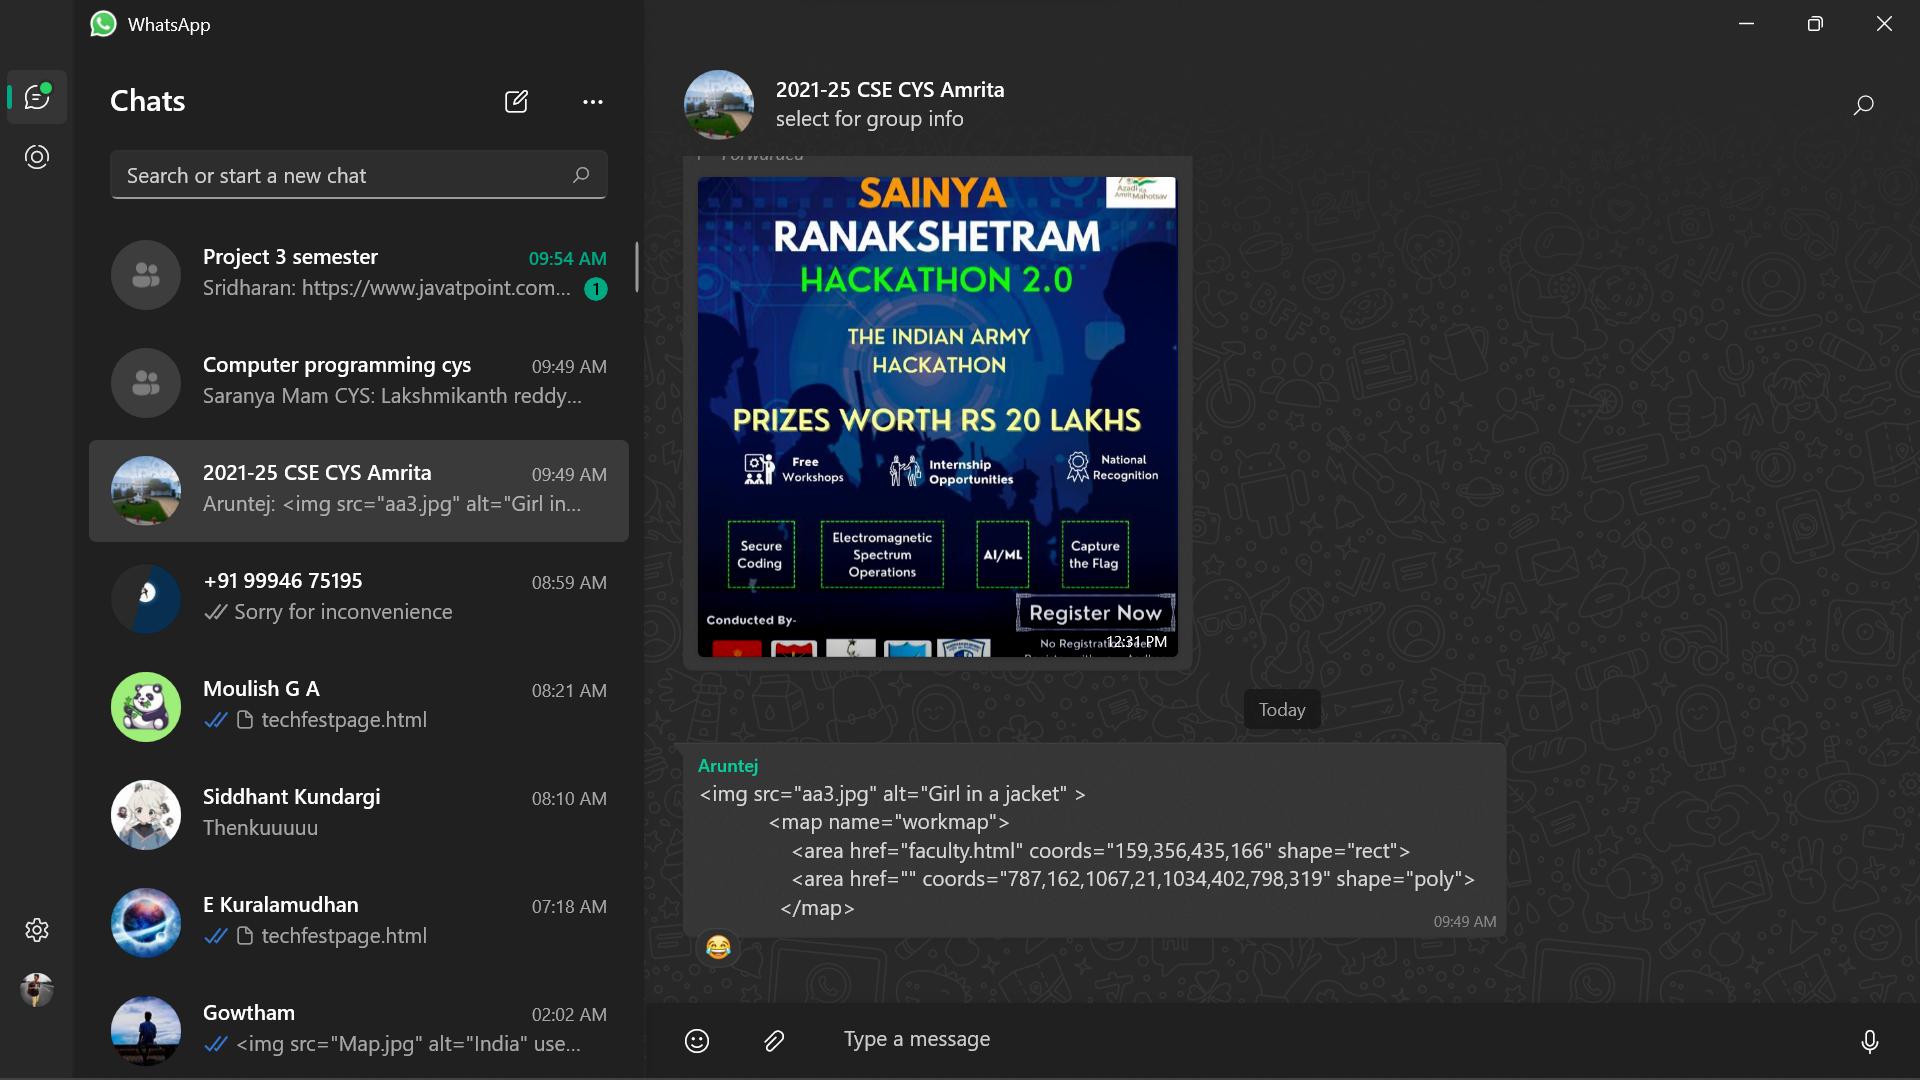 WhatsApp
Chats
Search or start a new chat
Project 3 semester
09:54 AM
Sridharan: https://www.javatpoint.com...
1
Computer programming cys
09:49 AM
Saranya Mam CYS: Lakshmikanth reddy...
2021-25 CSE CYS Amrita
09:49 AM
Aruntej: <img src="aa3.jpg" alt="Girl in...
+91 99946 75195
08:59 AM
Sorry for inconvenience
Moulish G A
08:21 AM
techfestpage.html
Siddhant Kundargi
08:10 AM
Thenkuuuuu
E Kuralamudhan
07:18 AM
techfestpage.html
Gowtham
02:02 AM
<img src="Map.jpg" alt="India" use...
2021-25 CSE CYS Amrita
select for group info
Forwarded
SAINYA
Azadi Ka
Amrit Mahotsav
RANAKSHETRAM
HACKATHON 2.0
THE INDIAN ARMY
HACKATHON
PRIZES WORTH RS 20 LAKHS
Free
Workshops
Internship
Opportunities
National
Recognition
Secure
Coding
Electromagnetic
Spectrum
Operations
AI/ML
Capture
the Flag
Register Now
Conducted By-
No Registration Fees
12:31 PM
Today
Aruntej
<img src="aa3.jpg" alt="Girl in a jacket" >
<map name="workmap">
<area href="faculty.html" coords="159,356,435,166" shape="rect">
<area href="" coords="787,162,1067,21,1034,402,798,319" shape="poly">
</map>
09:49 AM
Type a message